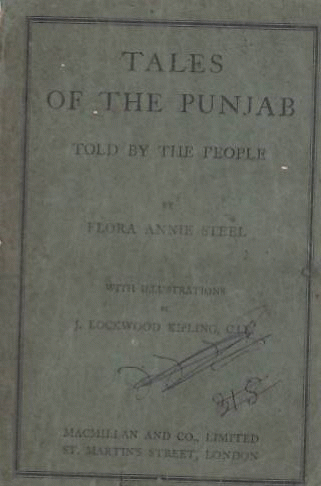 TALES
OF THE PUNJAB
TOLD BY THE PEOPLE
BY
FLORA ANNIE STEEL
WITH ILLUSTRATIONS
BY
J. LOCKWOOD KIPLING, C.I.E.
MACMILLAN AND CO., LIMITED
ST. MARTIN'S STREET, LONDON